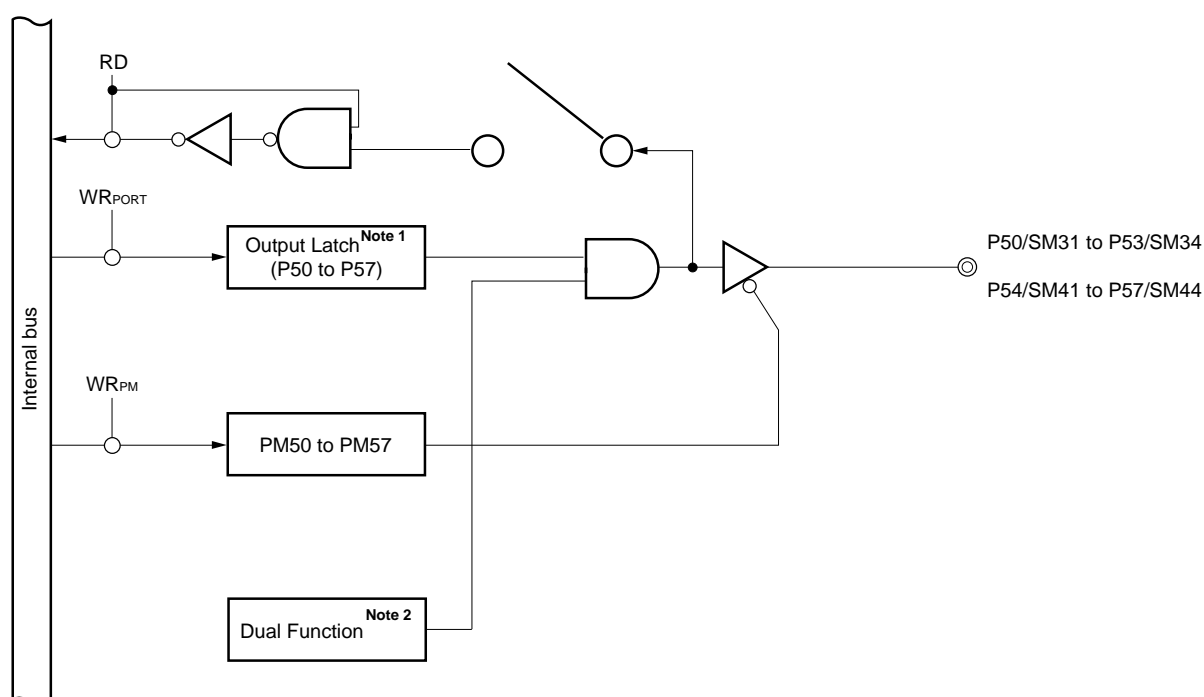 RD
WRPORT
Output Latch Note 1
(P50 to P57)
P50/SM31 to P53/SM34
P54/SM41 to P57/SM44
Internal bus
WRPM
PM50 to PM57
Dual Function Note 2